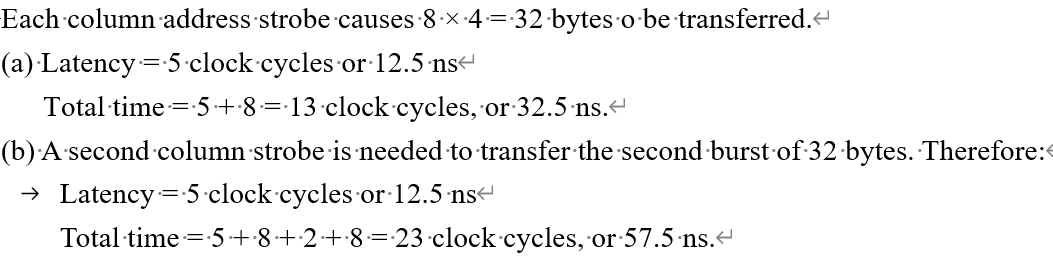 Each column address strobe causes 8 × 4 = 32 bytes o be transferred.
(a) Latency = 5 clock cycles or 12.5 ns
Total time = 5 + 8 = 13 clock cycles, or 32.5 ns.
(b) A second column strobe is needed to transfer the second burst of 32 bytes. Therefore:
→ Latency = 5 clock cycles or 12.5 ns
Total time = 5 + 8 + 2 + 8 = 23 clock cycles, or 57.5 ns.